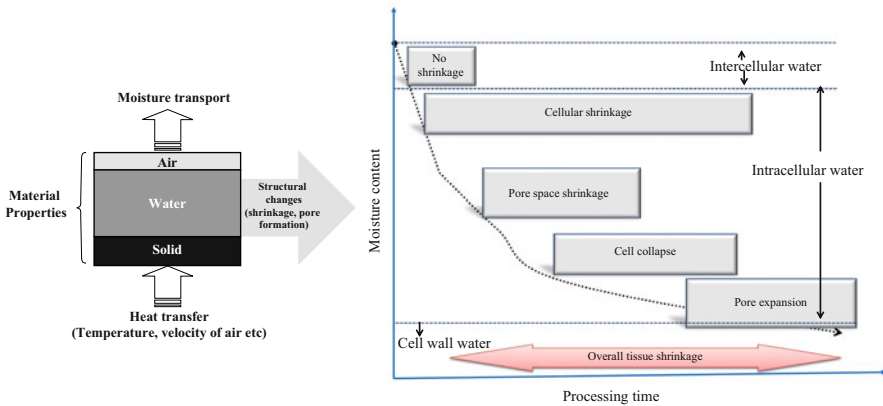 Moisture transport
Air
Material
Properties
Water
Solid
Structural
changes
(shrinkage, pore
formation)
Heat transfer
(Temperature, velocity of air etc)
Moisture content
No
shrinkage
Intercellular water
Cellular shrinkage
Intracellular water
Pore space shrinkage
Cell collapse
Pore expansion
Cell wall water
Overall tissue shrinkage
Processing time